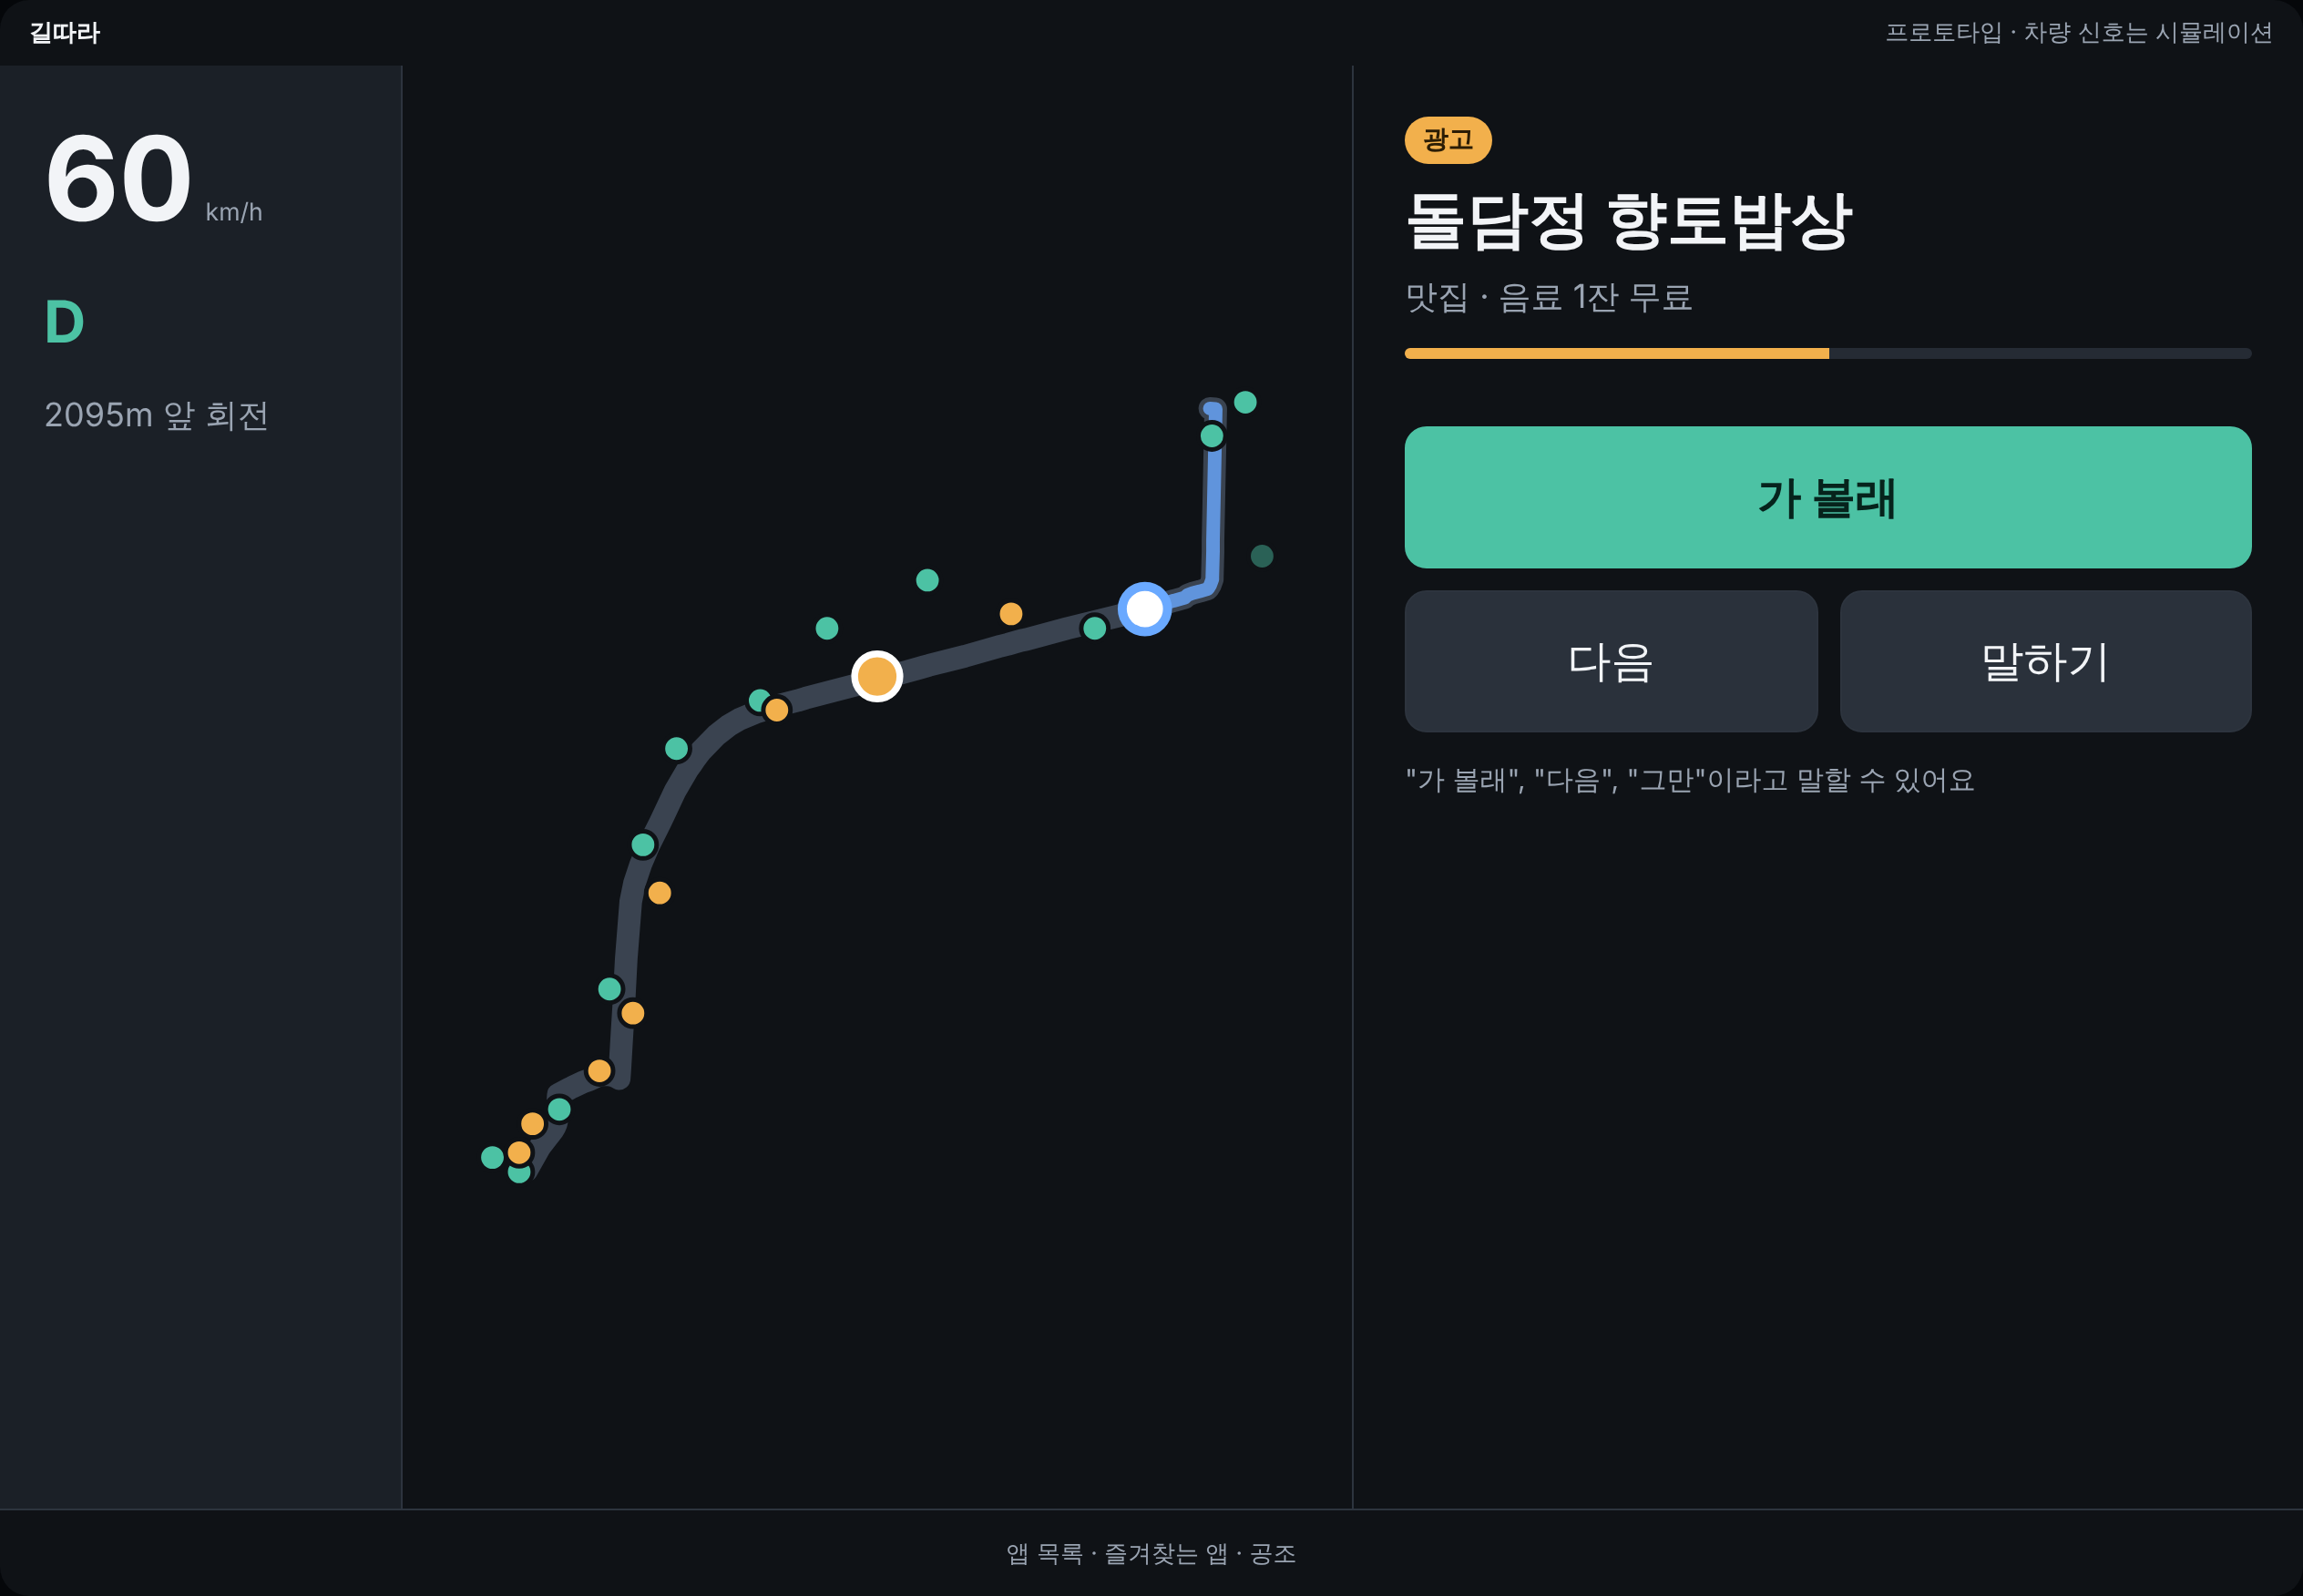 길따라
프로토타입 · 차량 신호는 시뮬레이션
60 km/h
D
2095m 앞 회전
광고
돌담정 향토밥상
맛집 · 음료 1잔 무료
가 볼래
다음
말하기
"가 볼래", "다음", "그만"이라고 말할 수 있어요
앱 목록 · 즐겨찾는 앱 · 공조